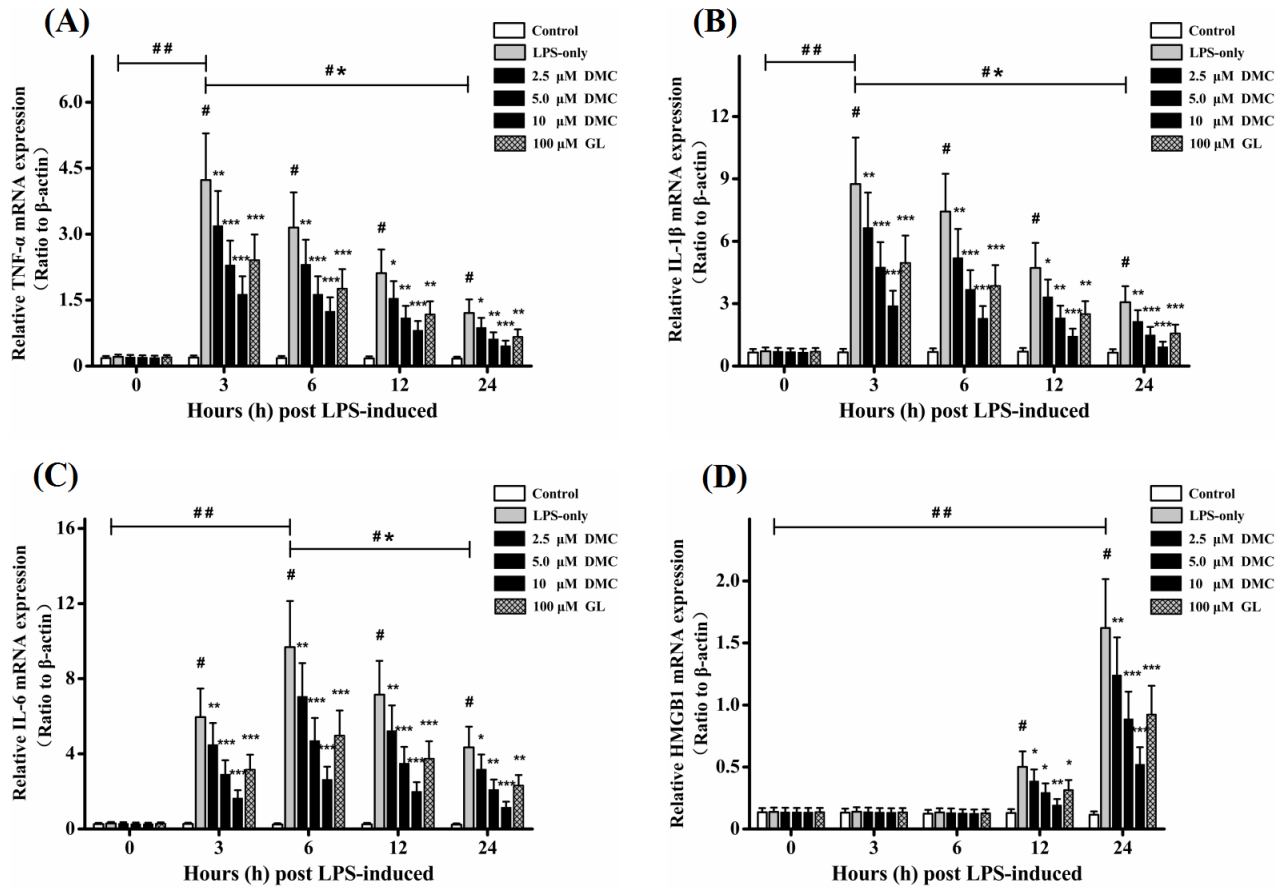 (A)
Control
LPS-only
2.5 μM DMC
5.0 μM DMC
10 μM DMC
100 μM GL
##
#*
Relative TNF-α mRNA expression
(Ratio to β-actin)
6.0
4.5
3.0
1.5
0
# ** *** *** ***
# ** *** *** ***
# * ** *** **
# * ** *** **
0 3 6 12 24
Hours (h) post LPS-induced
(B)
Control
LPS-only
2.5 μM DMC
5.0 μM DMC
10 μM DMC
100 μM GL
##
#*
Relative IL-1β mRNA expression
(Ratio to β-actin)
12
9
6
3
0
# ** *** *** ***
# ** *** *** ***
# * ** *** **
# ** *** *** ***
0 3 6 12 24
Hours (h) post LPS-induced
(C)
Control
LPS-only
2.5 μM DMC
5.0 μM DMC
10 μM DMC
100 μM GL
##
#*
Relative IL-6 mRNA expression
(Ratio to β-actin)
16
12
8
4
0
# ** *** *** ***
# ** *** *** ***
# ** *** *** ***
# * ** *** **
0 3 6 12 24
Hours (h) post LPS-induced
(D)
Control
LPS-only
2.5 μM DMC
5.0 μM DMC
10 μM DMC
100 μM GL
##
Relative HMGB1 mRNA expression
(Ratio to β-actin)
2.0
1.5
1.0
0.5
0
# * * ** *
# ** *** *** ***
0 3 6 12 24
Hours (h) post LPS-induced